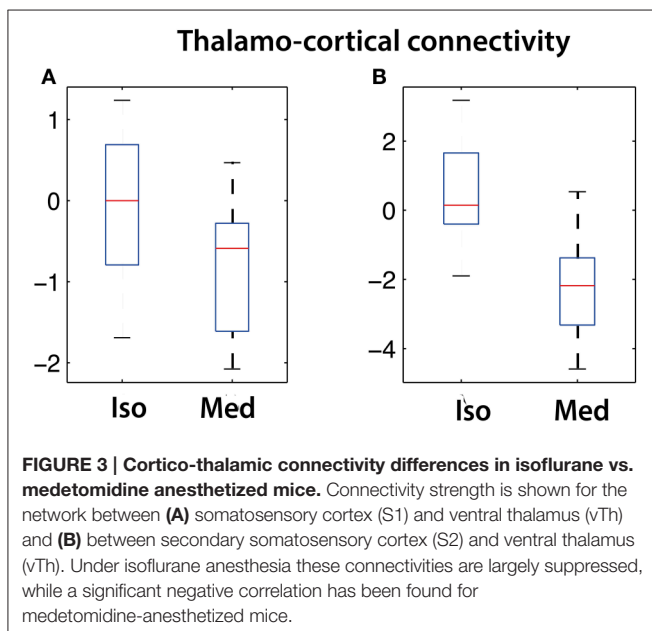 Thalamo-cortical connectivity
A
B
1
0
−1
−2
Iso
Med
2
0
−2
−4
Iso
Med
FIGURE 3 | Cortico-thalamic connectivity differences in isoflurane vs.
medetomidine anesthetized mice. Connectivity strength is shown for the
network between (A) somatosensory cortex (S1) and ventral thalamus (vTh)
and (B) between secondary somatosensory cortex (S2) and ventral thalamus
(vTh). Under isoflurane anesthesia these connectivities are largely suppressed,
while a significant negative correlation has been found for
medetomidine-anesthetized mice.